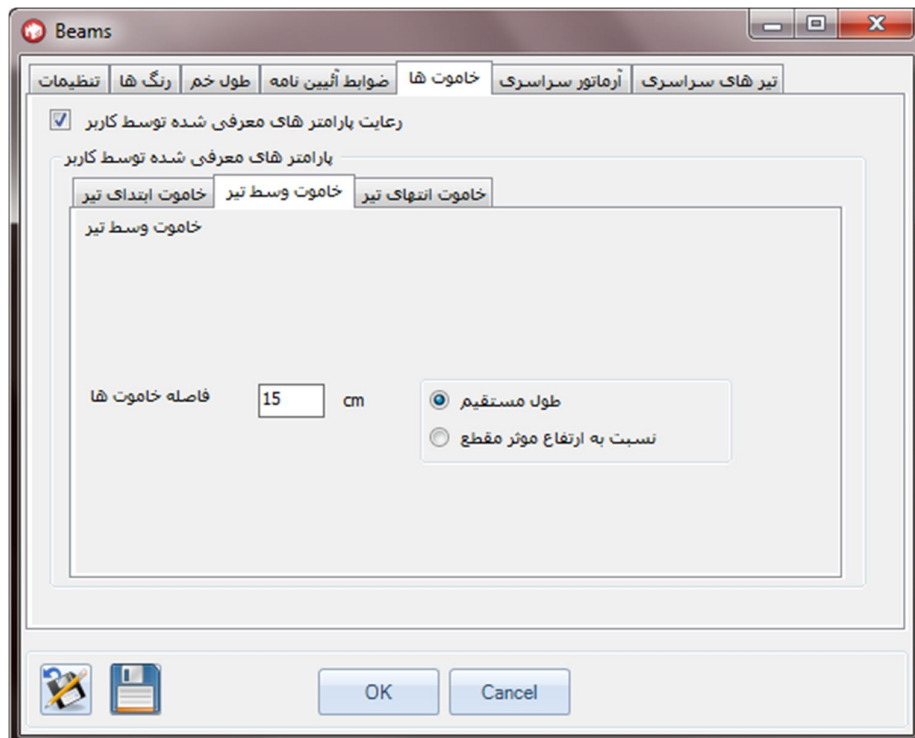 Beams
تنظیمات
رنگ ها
طول خم
ضوابط آئیین نامه
خاموت ها
آرماتور سراسری
تیر های سراسری
رعایت پارامتر های معرفی شده توسط کاربر
پارامتر های معرفی شده توسط کاربر
خاموت ابتدای تیر
خاموت وسط تیر
خاموت انتهای تیر
خاموت وسط تیر
فاصله خاموت ها
15
cm
طول مستقیم
نسبت به ارتفاع موثر مقطع
OK
Cancel